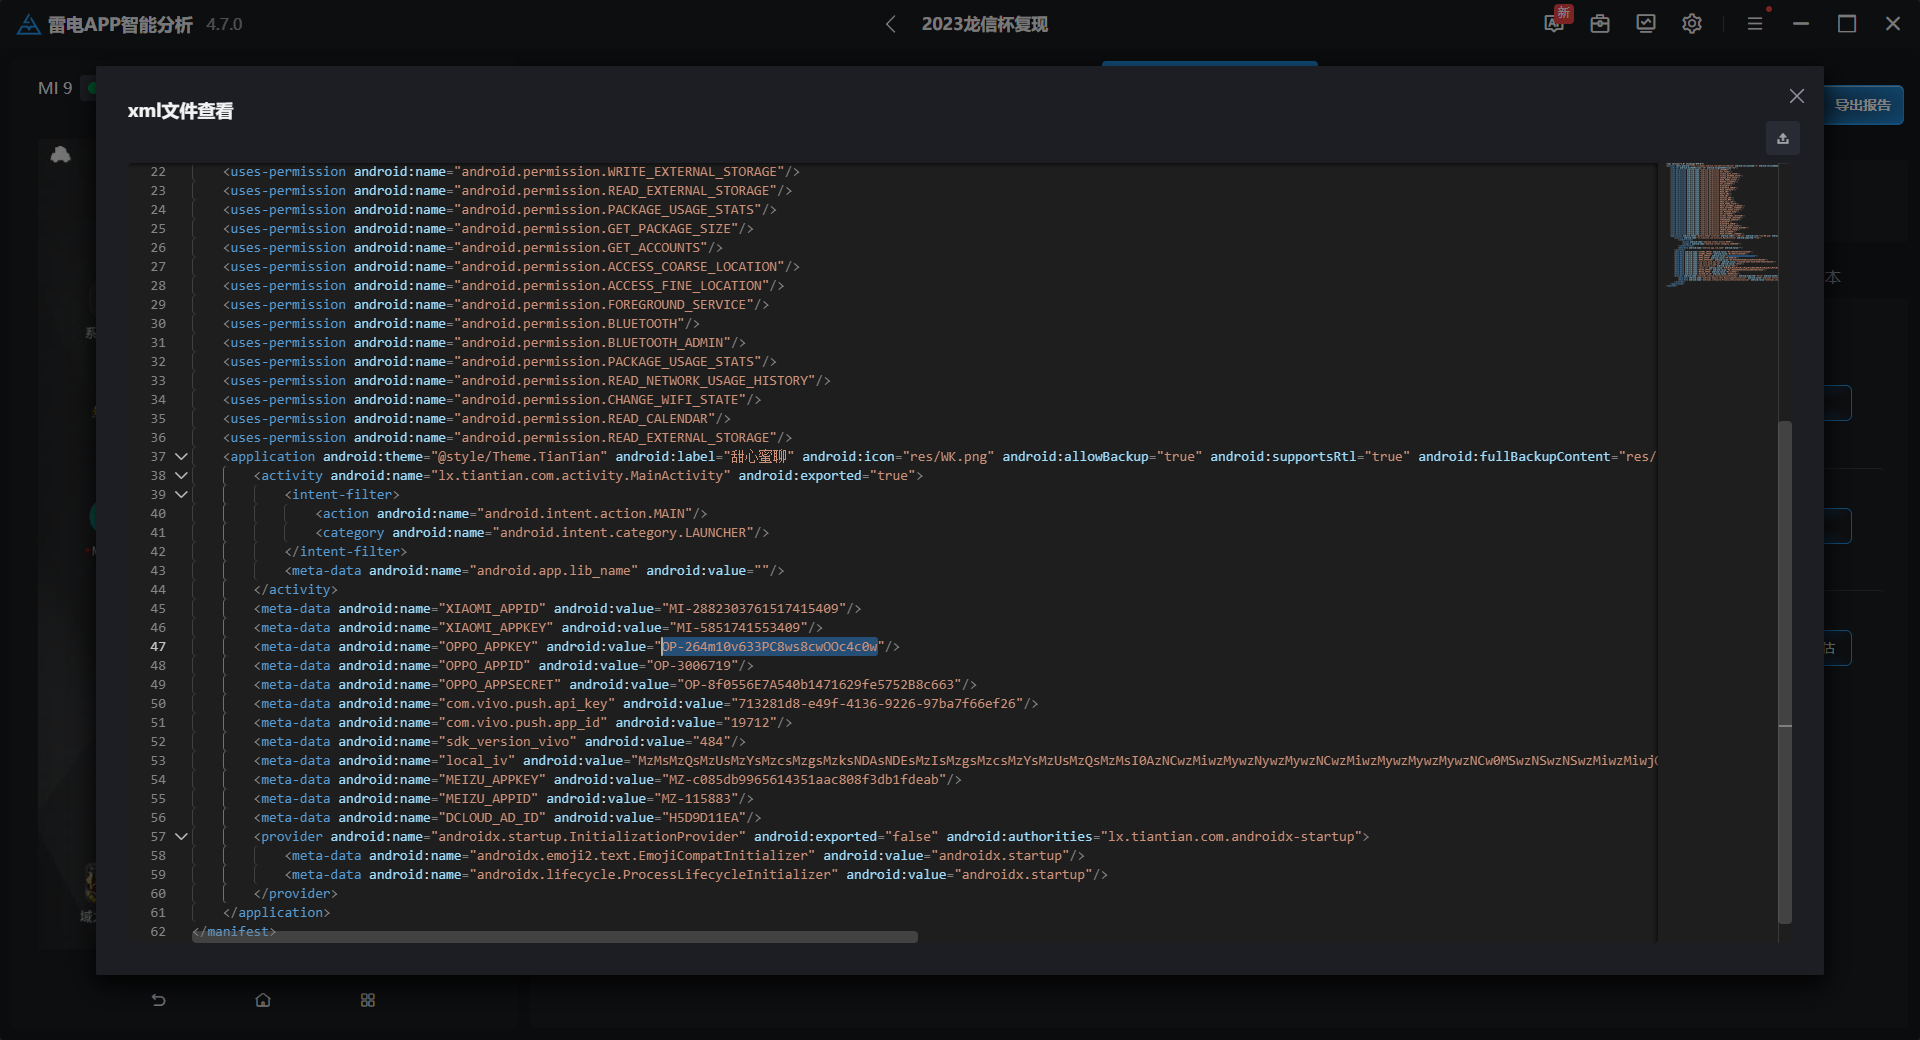 雷电APP智能分析 4.7.0
2023龙信杯复现
新
MI 9
导出报告
xml文件查看
22 <uses-permission android:name="android.permission.WRITE_EXTERNAL_STORAGE"/>
23 <uses-permission android:name="android.permission.READ_EXTERNAL_STORAGE"/>
24 <uses-permission android:name="android.permission.PACKAGE_USAGE_STATS"/>
25 <uses-permission android:name="android.permission.GET_PACKAGE_SIZE"/>
26 <uses-permission android:name="android.permission.GET_ACCOUNTS"/>
27 <uses-permission android:name="android.permission.ACCESS_COARSE_LOCATION"/>
28 <uses-permission android:name="android.permission.ACCESS_FINE_LOCATION"/>
29 <uses-permission android:name="android.permission.FOREGROUND_SERVICE"/>
30 <uses-permission android:name="android.permission.BLUETOOTH"/>
31 <uses-permission android:name="android.permission.BLUETOOTH_ADMIN"/>
32 <uses-permission android:name="android.permission.PACKAGE_USAGE_STATS"/>
33 <uses-permission android:name="android.permission.READ_NETWORK_USAGE_HISTORY"/>
34 <uses-permission android:name="android.permission.CHANGE_WIFI_STATE"/>
35 <uses-permission android:name="android.permission.READ_CALENDAR"/>
36 <uses-permission android:name="android.permission.READ_EXTERNAL_STORAGE"/>
37 <application android:theme="@style/Theme.TianTian" android:label="甜心蜜聊" android:icon="res/WK.png" android:allowBackup="true" android:supportsRtl="true" android:fullBackupContent="res/
38 <activity android:name="lx.tiantian.com.activity.MainActivity" android:exported="true">
39 <intent-filter>
40 <action android:name="android.intent.action.MAIN"/>
41 <category android:name="android.intent.category.LAUNCHER"/>
42 </intent-filter>
43 <meta-data android:name="android.app.lib_name" android:value=""/>
44 </activity>
45 <meta-data android:name="XIAOMI_APPID" android:value="MI-2882303761517415409"/>
46 <meta-data android:name="XIAOMI_APPKEY" android:value="MI-5851741553409"/>
47 <meta-data android:name="OPPO_APPKEY" android:value="OP-264m10v633PC8ws8cwOOc4c0w"/>
48 <meta-data android:name="OPPO_APPID" android:value="OP-3006719"/>
49 <meta-data android:name="OPPO_APPSECRET" android:value="OP-8f0556E7A540b1471629fe5752B8c663"/>
50 <meta-data android:name="com.vivo.push.api_key" android:value="713281d8-e49f-4136-9226-97ba7f66ef26"/>
51 <meta-data android:name="com.vivo.push.app_id" android:value="19712"/>
52 <meta-data android:name="sdk_version_vivo" android:value="484"/>
53 <meta-data android:name="local_iv" android:value="MzMsMzQsMzUsMzYsMzcsMzgsMzksNDAsNDEsMzIsMzgsMzcsMzYsMzUsMzQsMzMsI0AzNCwzMiwzMywzNywzMywzNCwzMiwzMywzMywzMywzNCw0MSwzNSwzNSwzMiwzMiwj
54 <meta-data android:name="MEIZU_APPKEY" android:value="MZ-c085db9965614351aac808f3db1fdeab"/>
55 <meta-data android:name="MEIZU_APPID" android:value="MZ-115883"/>
56 <meta-data android:name="DCLOUD_AD_ID" android:value="H5D9D11EA"/>
57 <provider android:name="androidx.startup.InitializationProvider" android:exported="false" android:authorities="lx.tiantian.com.androidx-startup">
58 <meta-data android:name="androidx.emoji2.text.EmojiCompatInitializer" android:value="androidx.startup"/>
59 <meta-data android:name="androidx.lifecycle.ProcessLifecycleInitializer" android:value="androidx.startup"/>
60 </provider>
61 </application>
62 </manifest>